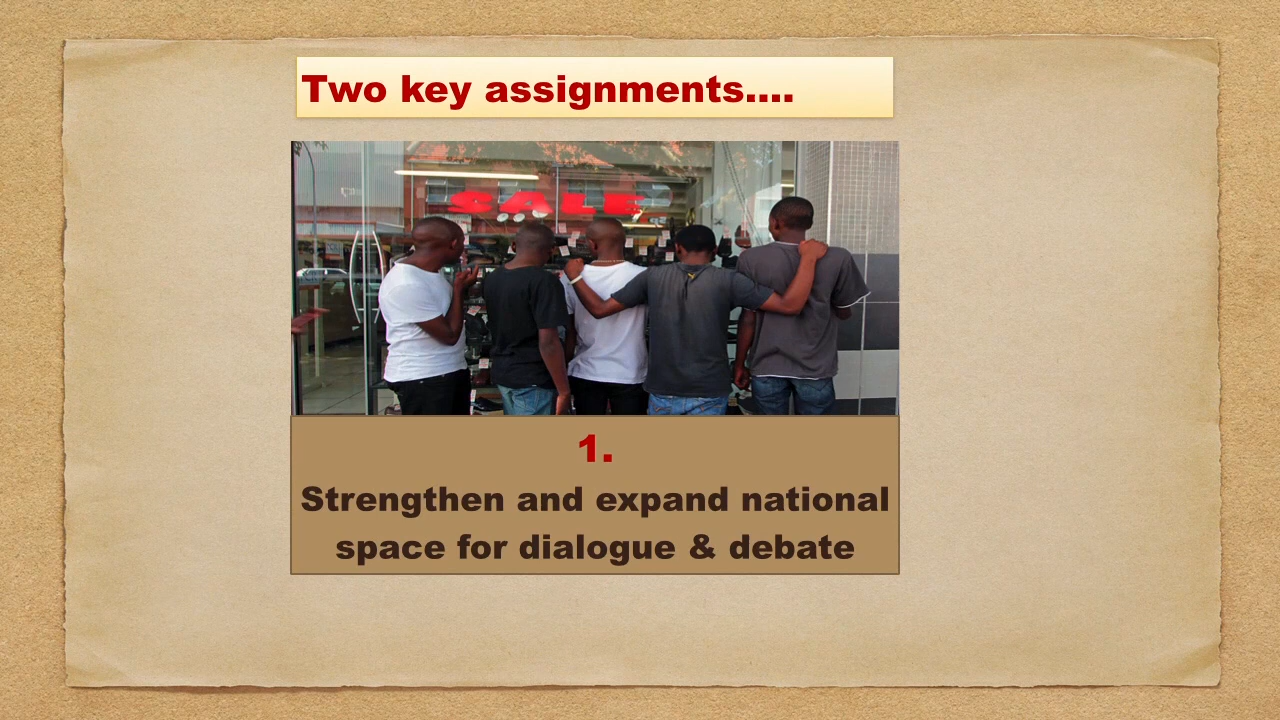 Two key assignments....
SALE
1.
Strengthen and expand national
space for dialogue & debate